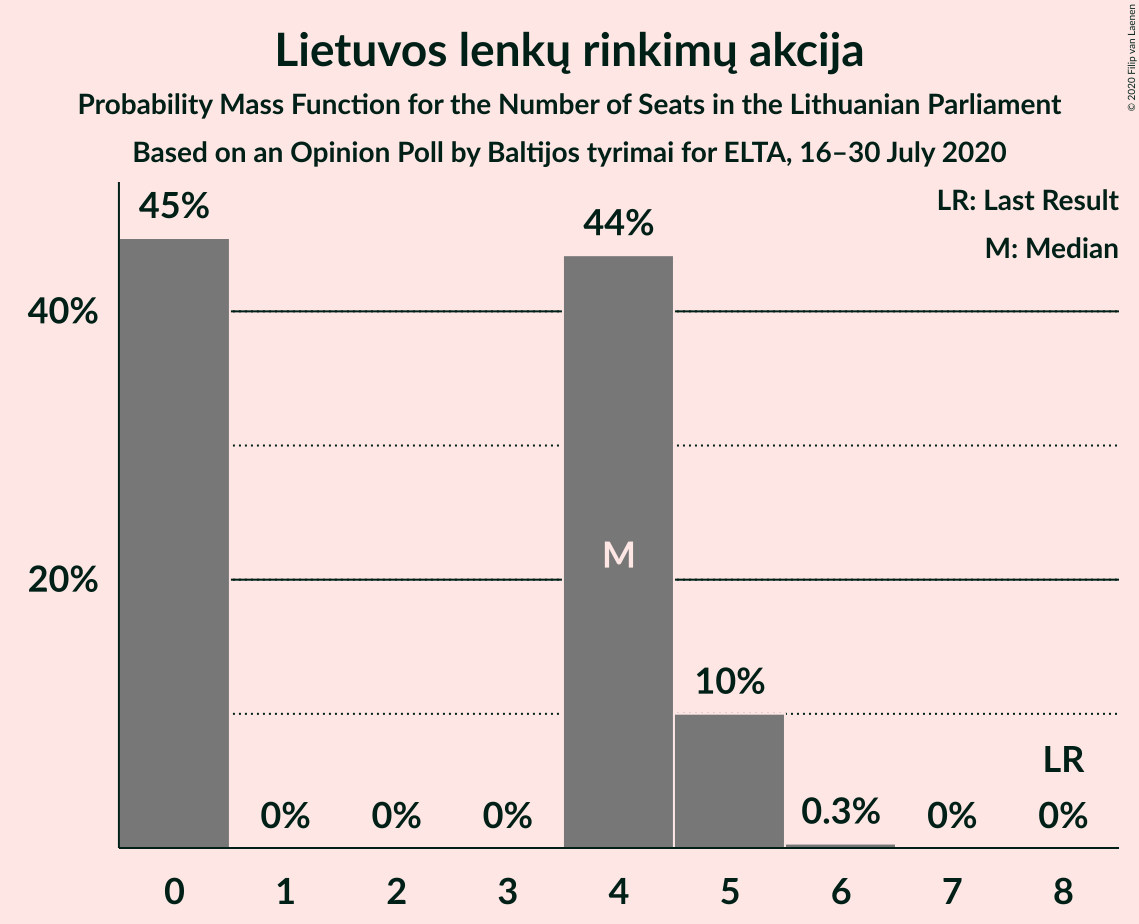 Lietuvos lenkų rinkimų akcija
Probability Mass Function for the Number of Seats in the Lithuanian Parliament
Based on an Opinion Poll by Baltijos tyrimai for ELTA, 16–30 July 2020
© 2020 Filip van Laenen
LR: Last Result
M: Median
45%
44%
40%
M
20%
10%
LR
0%
0%
0%
0.3%
0%
0%
0 1 2 3 4 5 6 7 8